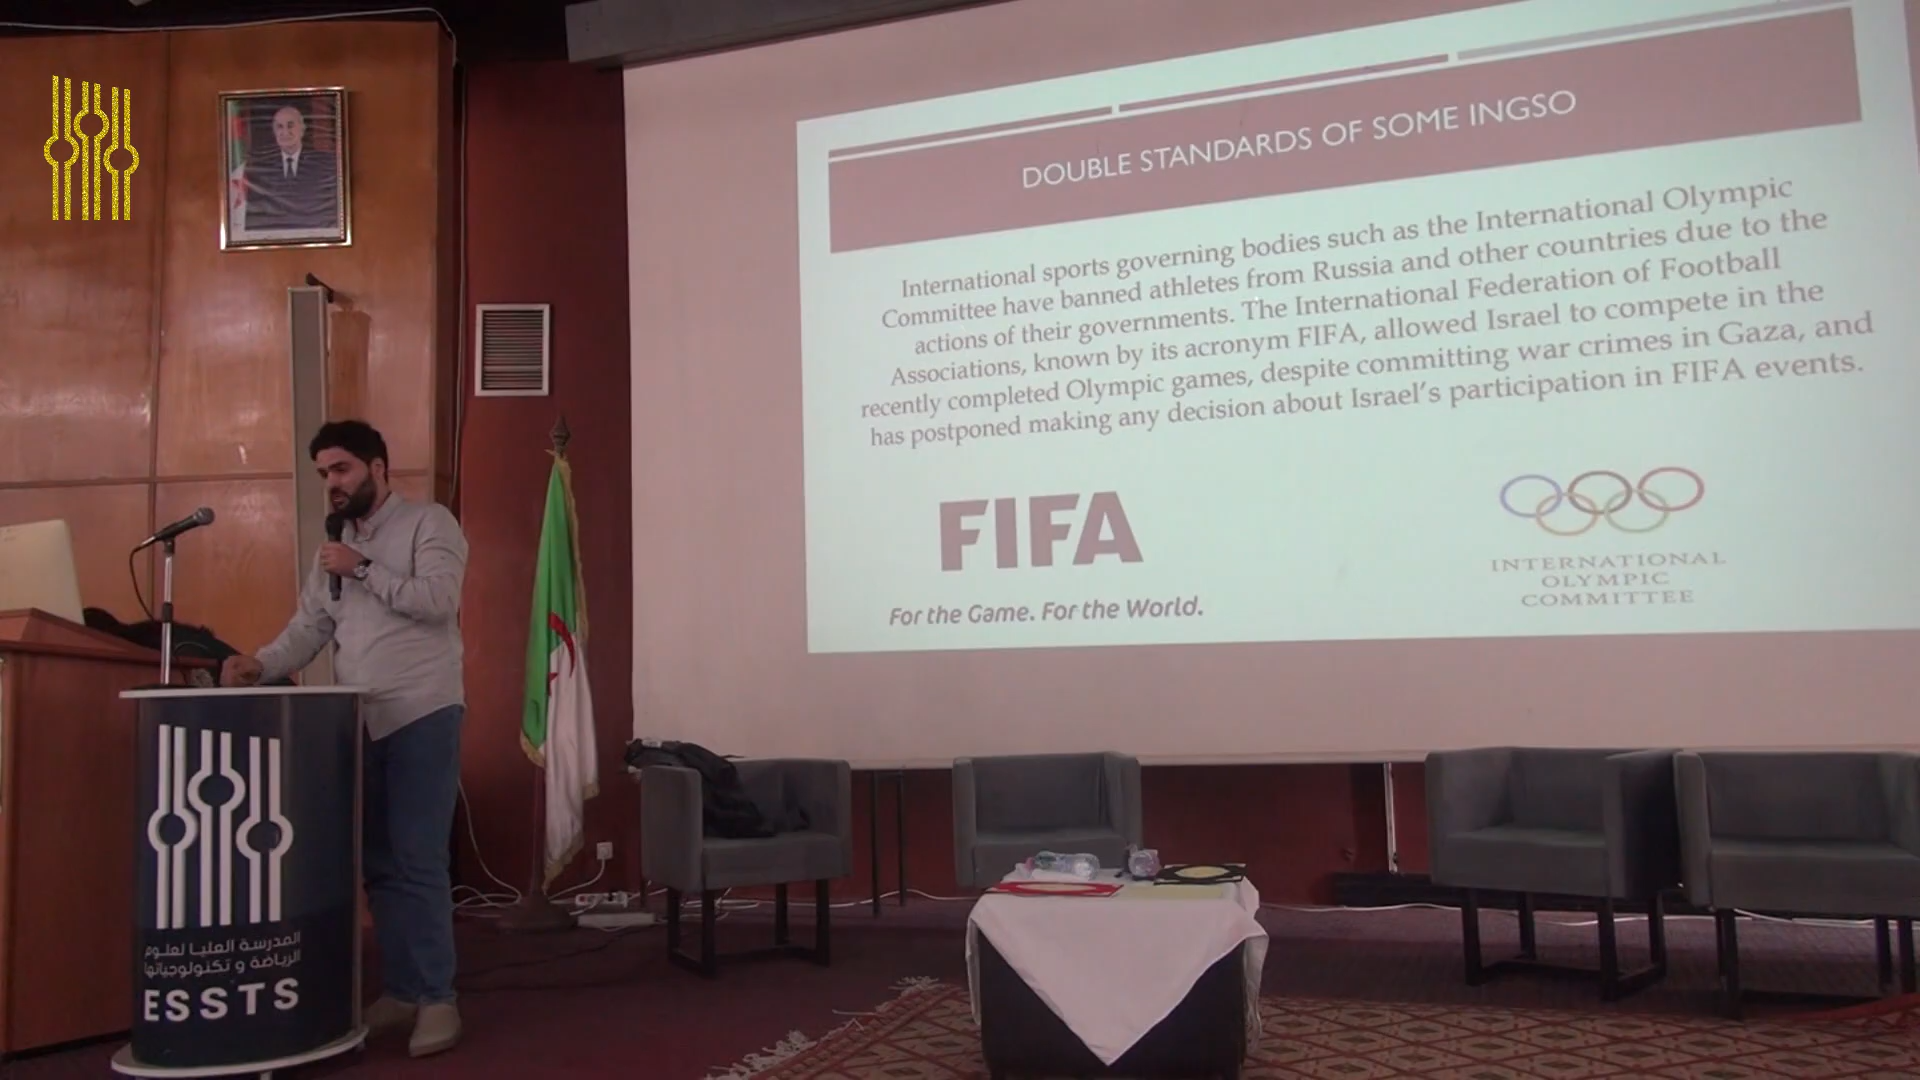 DOUBLE STANDARDS OF SOME INGSO
International sports governing bodies such as the International Olympic
Committee have banned athletes from Russia and other countries due to the
actions of their governments. The International Federation of Football
Associations, known by its acronym FIFA, allowed Israel to compete in the
recently completed Olympic games, despite committing war crimes in Gaza, and
has postponed making any decision about Israel's participation in FIFA events.
FIFA
For the Game. For the World.
INTERNATIONAL
OLYMPIC
COMMITTEE
المدرسة العليا لعلوم
الرياضة و تكنولوجياتها
ESSTS